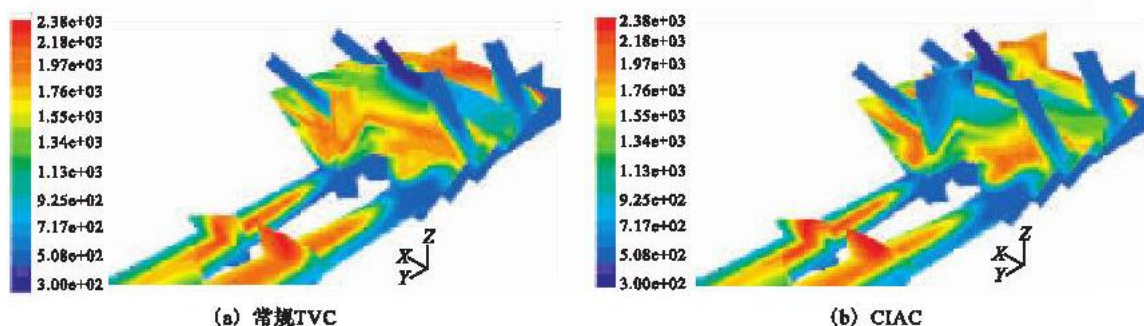 2.38e+03
2.18e+03
1.97e+03
1.76e+03
1.55e+03
1.34e+03
1.13e+03
9.25e+02
7.17e+02
5.08e+02
3.00e+02
Z
X
Y
(a) 常规TVC
2.38e+03
2.18e+03
1.97e+03
1.76e+03
1.55e+03
1.34e+03
1.13e+03
9.25e+02
7.17e+02
5.08e+02
3.00e+02
Z
X
Y
(b) CIAC